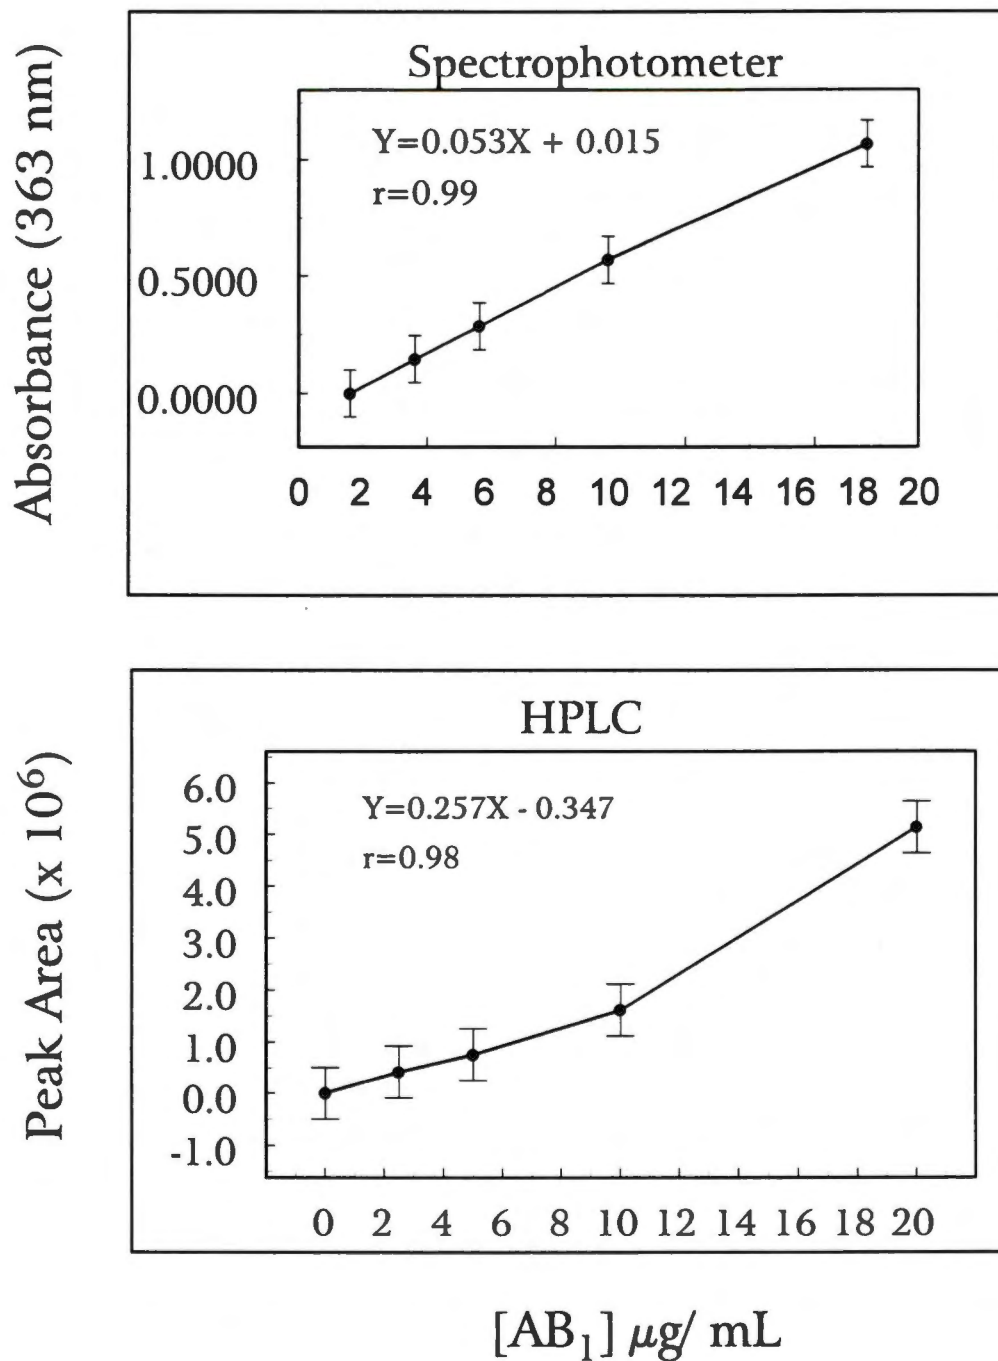 Spectrophotometer
Absorbance (363 nm)
Y=0.053X + 0.015
r=0.99
1.0000
0.5000
0.0000
0 2 4 6 8 10 12 14 16 18 20
HPLC
Peak Area (x 10⁶)
Y=0.257X - 0.347
r=0.98
6.0
5.0
4.0
3.0
2.0
1.0
0.0
-1.0
0 2 4 6 8 10 12 14 16 18 20
[AB₁] μg/ mL